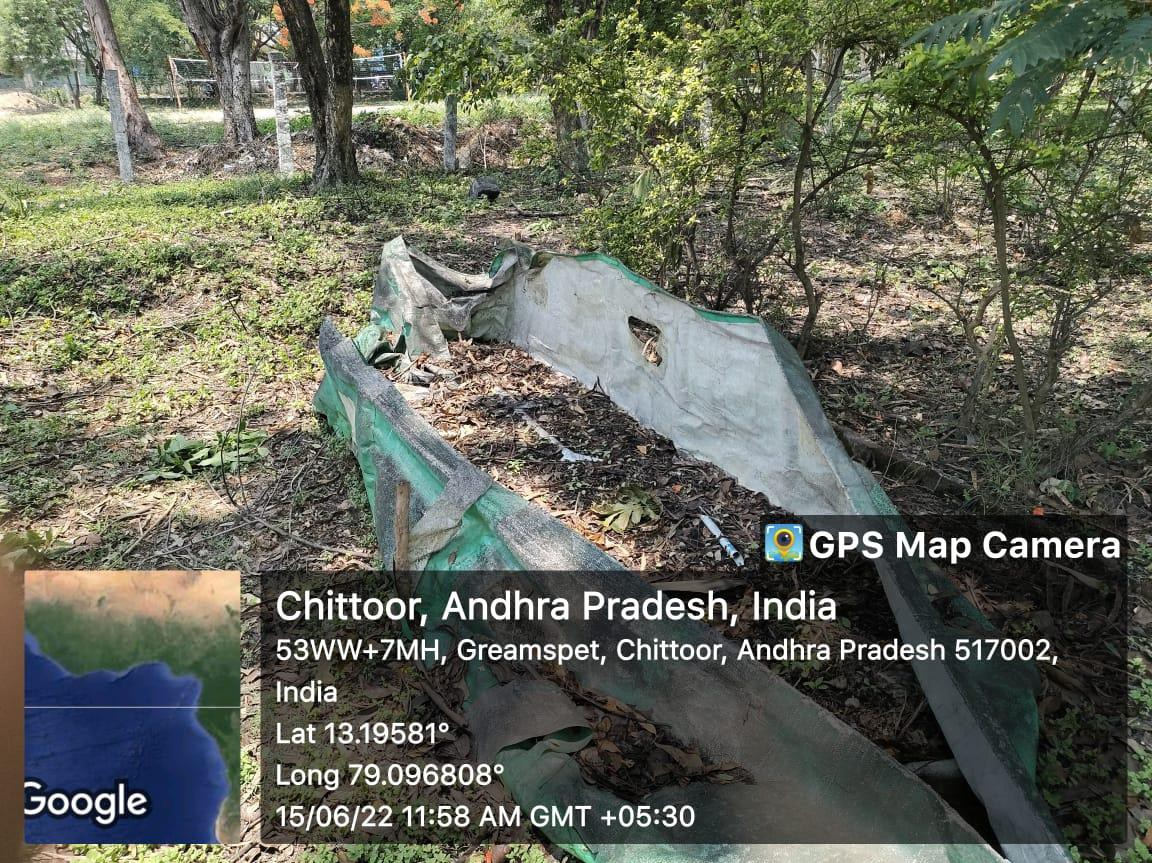 GPS Map Camera
Chittoor, Andhra Pradesh, India
53WW+7MH, Greamspet, Chittoor, Andhra Pradesh 517002,
India
Lat 13.19581°
Long 79.096808°
15/06/22 11:58 AM GMT +05:30
Google